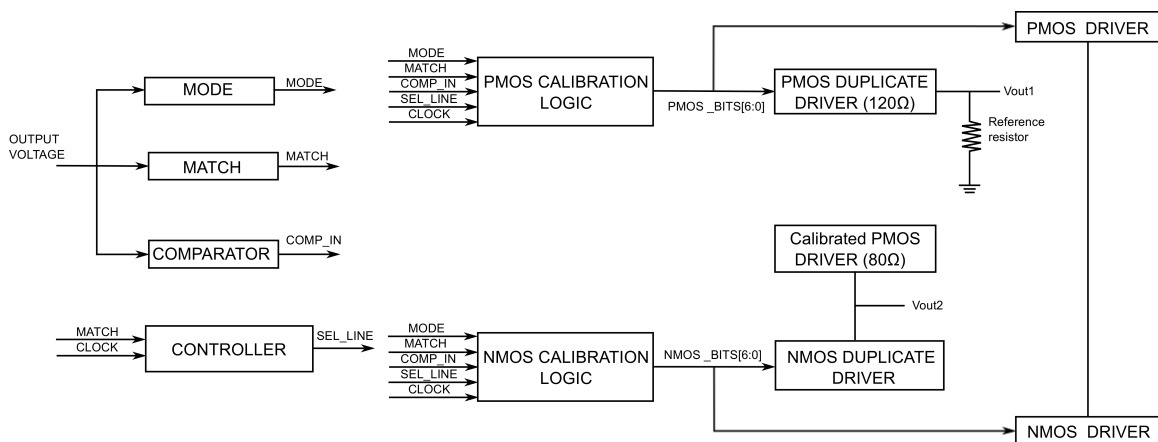 OUTPUT
VOLTAGE
MODE
MODE
MATCH
MATCH
COMPARATOR
COMP_IN
MATCH
CLOCK
CONTROLLER
SEL_LINE
MODE
MATCH
COMP_IN
SEL_LINE
CLOCK
PMOS CALIBRATION
LOGIC
PMOS _BITS[6:0]
PMOS DUPLICATE
DRIVER (120Ω)
Vout1
Reference
resistor
PMOS DRIVER
MODE
MATCH
COMP_IN
SEL_LINE
CLOCK
NMOS CALIBRATION
LOGIC
NMOS _BITS[6:0]
Calibrated PMOS
DRIVER (80Ω)
Vout2
NMOS DUPLICATE
DRIVER
NMOS DRIVER